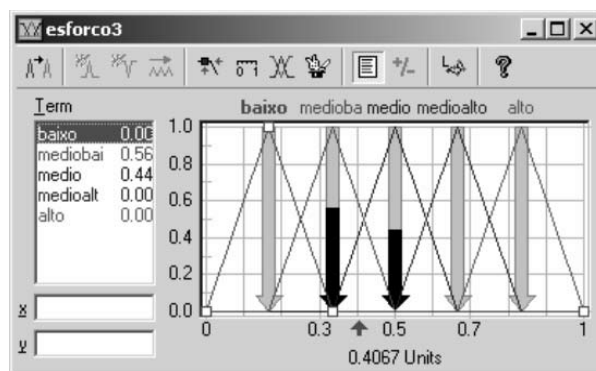 esforco3
Term
baixo 0.00
mediobai 0.56
medio 0.44
medioalt 0.00
alto 0.00
x
y
baixo medioba medio medioalto alto
1.0
0.8
0.6
0.4
0.2
0.0
0 0.3 0.5 0.7 1
0.4067 Units